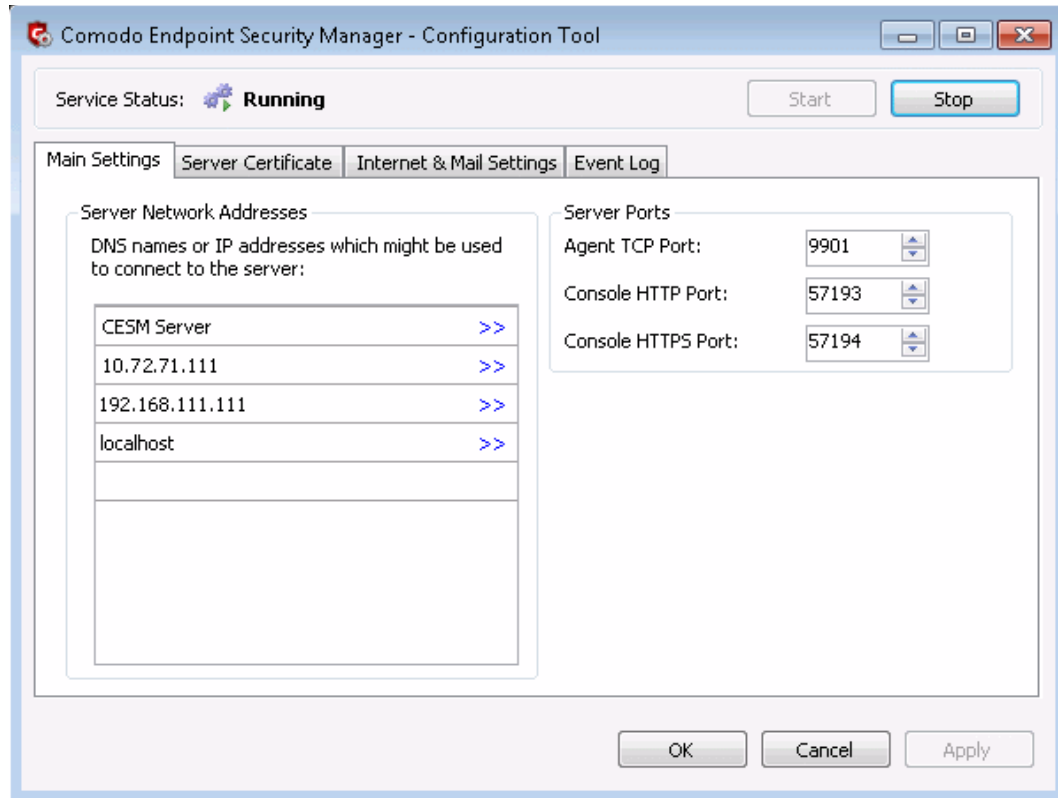 Comodo Endpoint Security Manager - Configuration Tool
Service Status: Running Start Stop
Main Settings Server Certificate Internet & Mail Settings Event Log
Server Network Addresses
DNS names or IP addresses which might be used
to connect to the server:
CESM Server >>
10.72.71.111 >>
192.168.111.111 >>
localhost >>
Server Ports
Agent TCP Port: 9901
Console HTTP Port: 57193
Console HTTPS Port: 57194
OK Cancel Apply